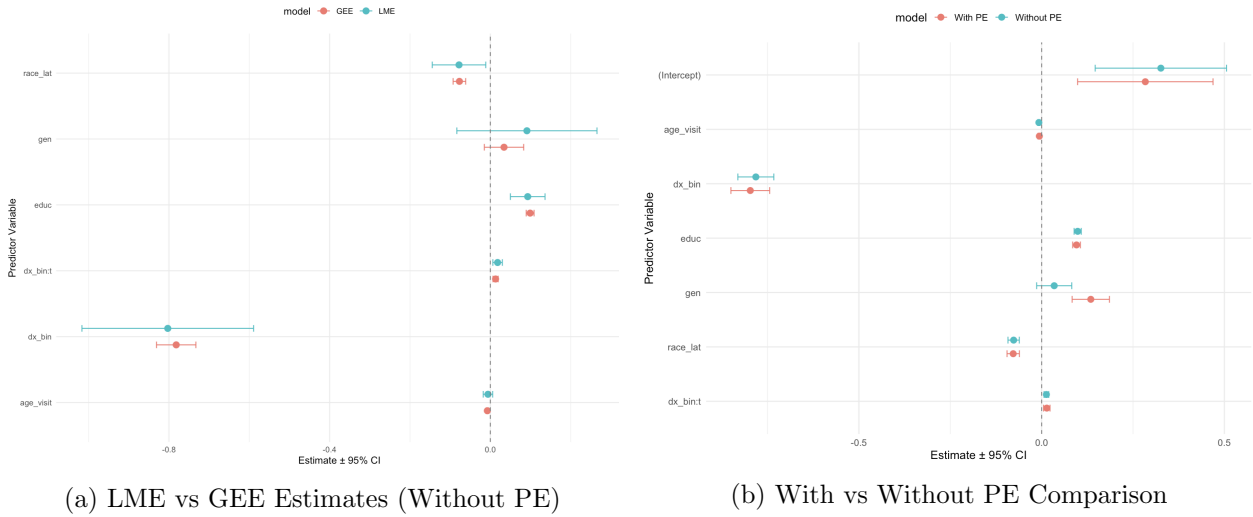 model GEE LME
race_lat
gen
educ
dx_bin:t
dx_bin
age_visit
Predictor Variable
-0.8 -0.4 0.0
Estimate ± 95% CI
(a) LME vs GEE Estimates (Without PE)
model With PE Without PE
(Intercept)
age_visit
dx_bin
educ
gen
race_lat
dx_bin:t
Predictor Variable
-0.5 0.0 0.5
Estimate ± 95% CI
(b) With vs Without PE Comparison